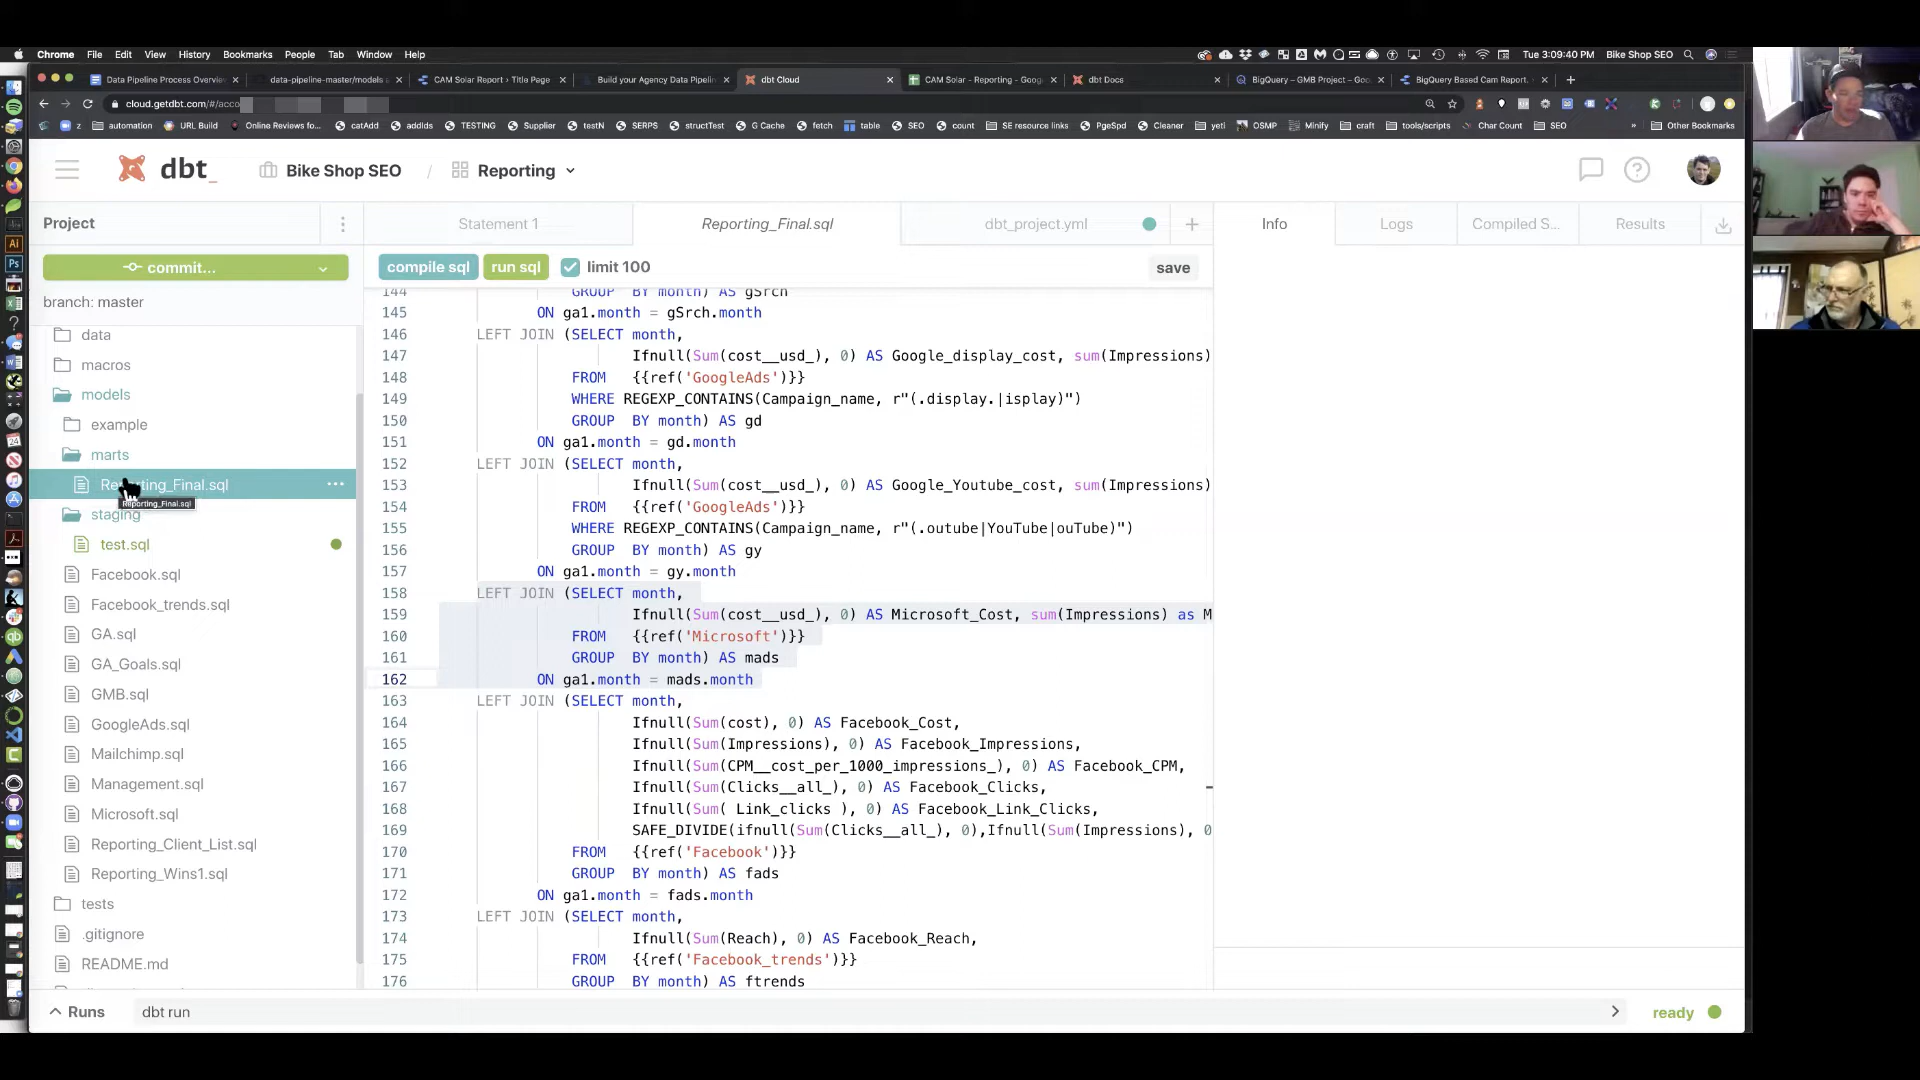 Chrome File Edit View History Bookmarks People Tab Window Help
Tue 3:09:40 PM Bike Shop SEO
Data Pipeline Process Overview
data-pipeline-master/models
CAM Solar Report › Title Page
Build your Agency Data Pipeline
dbt Cloud
CAM Solar - Reporting - Goog
dbt Docs
BigQuery – GMB Project – Goo
BigQuery Based Cam Report.
cloud.getdbt.com/#/acco
z automation URL Build Online Reviews fo... catAdd addIds TESTING Supplier testN SERPS structTest G Cache fetch table SEO count SE resource links PgeSpd Cleaner yeti OSMP Minify craft tools/scripts Char Count SEO » Other Bookmarks
dbt_ Bike Shop SEO / Reporting
Project
Statement 1 Reporting_Final.sql dbt_project.yml + Info Logs Compiled S... Results
commit...
compile sql run sql limit 100 save
branch: master
data
macros
models
example
marts
Reporting_Final.sql
Reporting_Final.sql
staging
test.sql
Facebook.sql
Facebook_trends.sql
GA.sql
GA_Goals.sql
GMB.sql
GoogleAds.sql
Mailchimp.sql
Management.sql
Microsoft.sql
Reporting_Client_List.sql
Reporting_Wins1.sql
tests
.gitignore
README.md
144 GROUP BY month) AS gSrch
145 ON ga1.month = gSrch.month
146 LEFT JOIN (SELECT month,
147 Ifnull(Sum(cost__usd_), 0) AS Google_display_cost, sum(Impressions)
148 FROM {{ref('GoogleAds')}}
149 WHERE REGEXP_CONTAINS(Campaign_name, r"(.display.|isplay)")
150 GROUP BY month) AS gd
151 ON ga1.month = gd.month
152 LEFT JOIN (SELECT month,
153 Ifnull(Sum(cost__usd_), 0) AS Google_Youtube_cost, sum(Impressions)
154 FROM {{ref('GoogleAds')}}
155 WHERE REGEXP_CONTAINS(Campaign_name, r"(.outube|YouTube|ouTube)")
156 GROUP BY month) AS gy
157 ON ga1.month = gy.month
158 LEFT JOIN (SELECT month,
159 Ifnull(Sum(cost__usd_), 0) AS Microsoft_Cost, sum(Impressions) as M
160 FROM {{ref('Microsoft')}}
161 GROUP BY month) AS mads
162 ON ga1.month = mads.month
163 LEFT JOIN (SELECT month,
164 Ifnull(Sum(cost), 0) AS Facebook_Cost,
165 Ifnull(Sum(Impressions), 0) AS Facebook_Impressions,
166 Ifnull(Sum(CPM__cost_per_1000_impressions_), 0) AS Facebook_CPM,
167 Ifnull(Sum(Clicks__all_), 0) AS Facebook_Clicks,
168 Ifnull(Sum( Link_clicks ), 0) AS Facebook_Link_Clicks,
169 SAFE_DIVIDE(ifnull(Sum(Clicks__all_), 0),Ifnull(Sum(Impressions), 0
170 FROM {{ref('Facebook')}}
171 GROUP BY month) AS fads
172 ON ga1.month = fads.month
173 LEFT JOIN (SELECT month,
174 Ifnull(Sum(Reach), 0) AS Facebook_Reach,
175 FROM {{ref('Facebook_trends')}}
176 GROUP BY month) AS ftrends
Runs dbt run ready